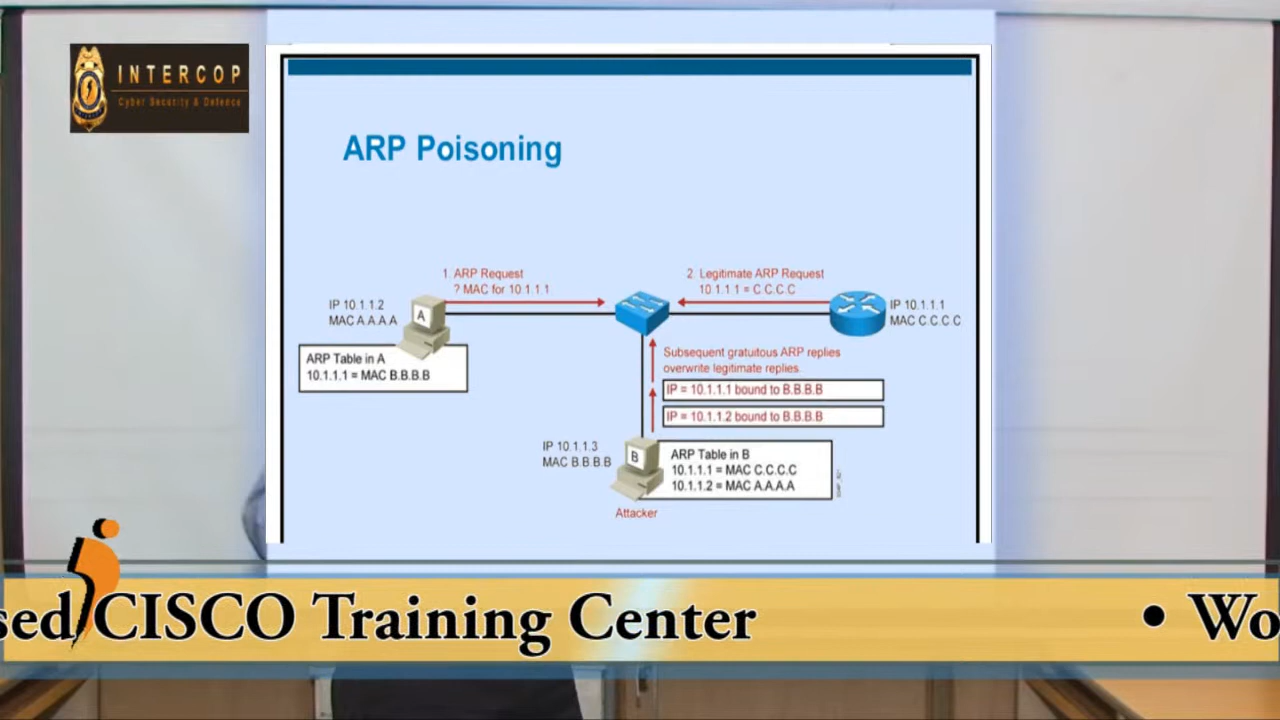 INTERCOP
Cyber Security & Defence
ARP Poisoning
1. ARP Request
? MAC for 10.1.1.1
2. Legitimate ARP Request
10.1.1.1 = C.C.C.C
IP 10.1.1.2
MAC A.A.A.A
A
IP 10.1.1.1
MAC C.C.C.C
ARP Table in A
10.1.1.1 = MAC B.B.B.B
Subsequent gratuitous ARP replies
overwrite legitimate replies.
IP = 10.1.1.1 bound to B.B.B.B
IP = 10.1.1.2 bound to B.B.B.B
IP 10.1.1.3
MAC B.B.B.B
B
ARP Table in B
10.1.1.1 = MAC C.C.C.C
10.1.1.2 = MAC A.A.A.A
Attacker
sed CISCO Training Center • Wo